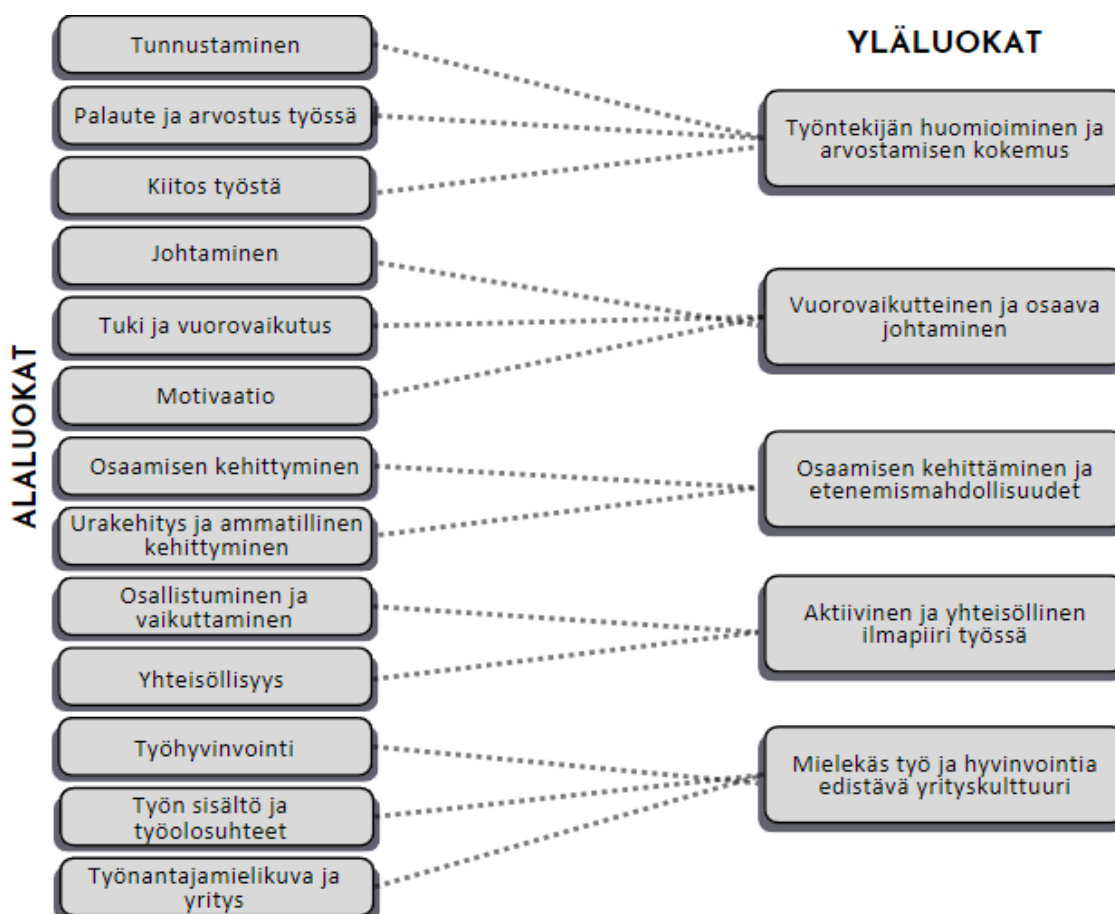 ALALUOKAT
Tunnustaminen
Palaute ja arvostus työssä
Kiitos työstä
Johtaminen
Tuki ja vuorovaikutus
Motivaatio
Osaamisen kehittyminen
Urakehitys ja ammatillinen
kehittyminen
Osallistuminen ja
vaikuttaminen
Yhteisöllisyys
Työhyvinvointi
Työn sisältö ja
työolosuhteet
Työnantajamielikuva ja
yritys
YLÄLUOKAT
Työntekijän huomioiminen ja
arvostamisen kokemus
Vuorovaikutteinen ja osaava
johtaminen
Osaamisen kehittäminen ja
etenemismahdollisuudet
Aktiivinen ja yhteisöllinen
ilmapiiri työssä
Mielekäs työ ja hyvinvointia
edistävä yrityskulttuuri